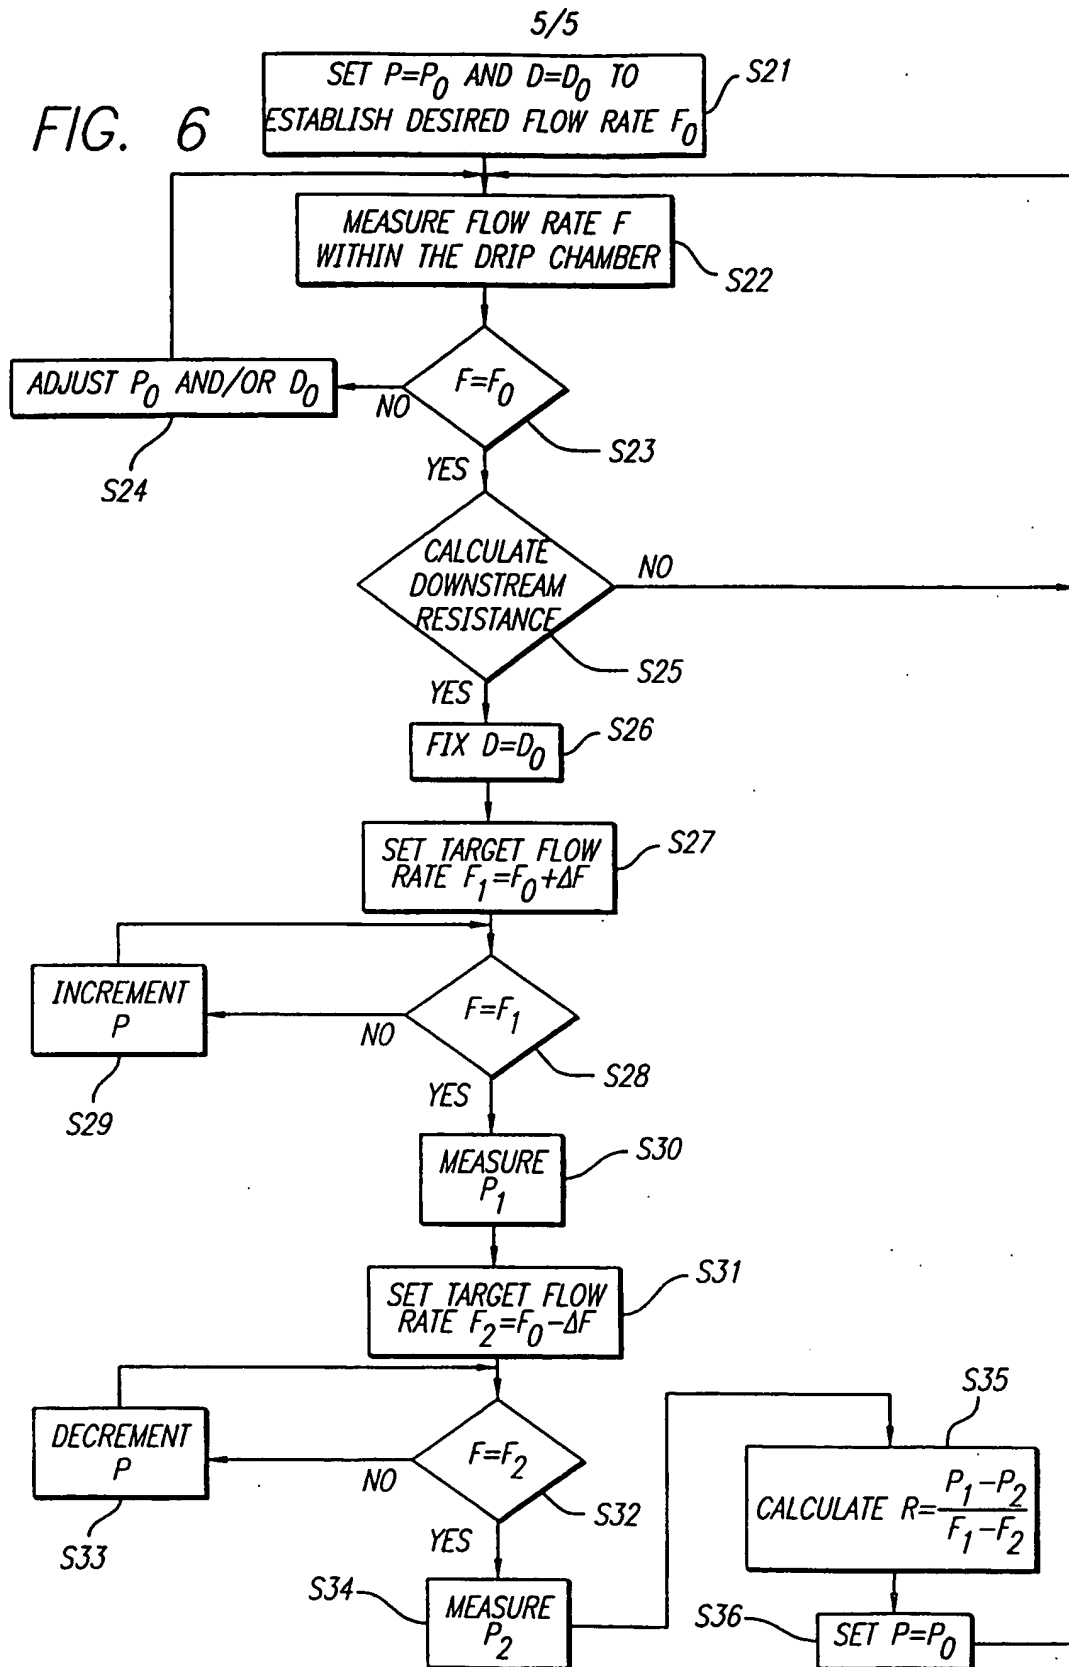 5/5
FIG. 6
SET P=P₀ AND D=D₀ TO
ESTABLISH DESIRED FLOW RATE F₀
S21
MEASURE FLOW RATE F
WITHIN THE DRIP CHAMBER
S22
F=F₀
NO
S23
YES
ADJUST P₀ AND/OR D₀
S24
CALCULATE
DOWNSTREAM
RESISTANCE
NO
S25
YES
FIX D=D₀
S26
SET TARGET FLOW
RATE F₁=F₀+ΔF
S27
INCREMENT
P
S29
F=F₁
NO
S28
YES
MEASURE
P₁
S30
SET TARGET FLOW
RATE F₂=F₀-ΔF
S31
DECREMENT
P
S33
F=F₂
NO
S32
YES
S34
MEASURE
P₂
S35
CALCULATE R=P₁-P₂/F₁-F₂
S36
SET P=P₀